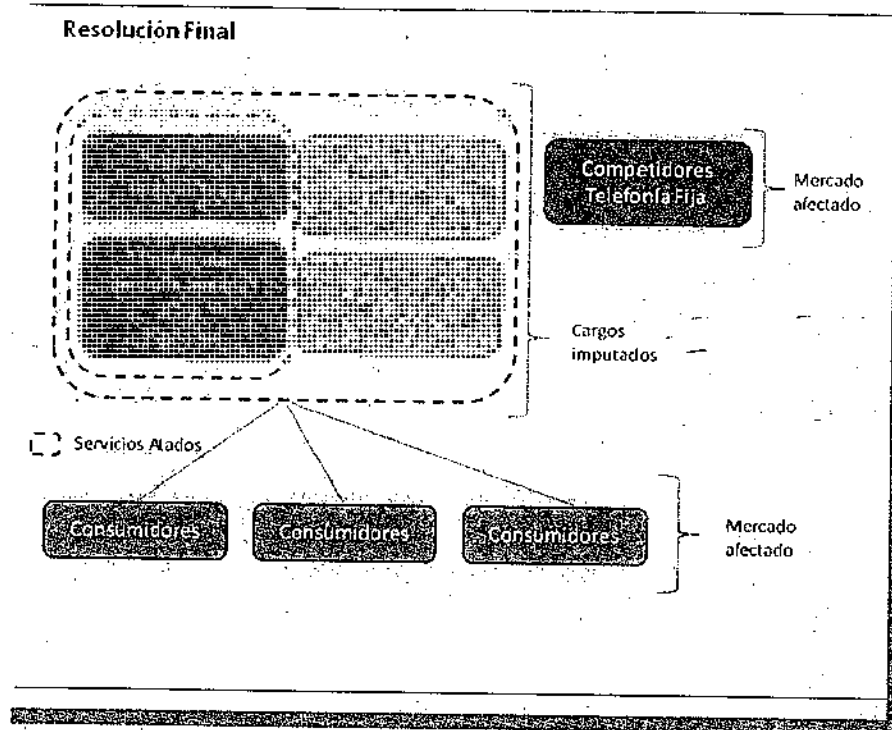 Resolución Final
Competidores
Telefonía Fija
Mercado
afectado
Cargos
imputados
Servicios Atados
Consumidores
Consumidores
Consumidores
Mercado
afectado